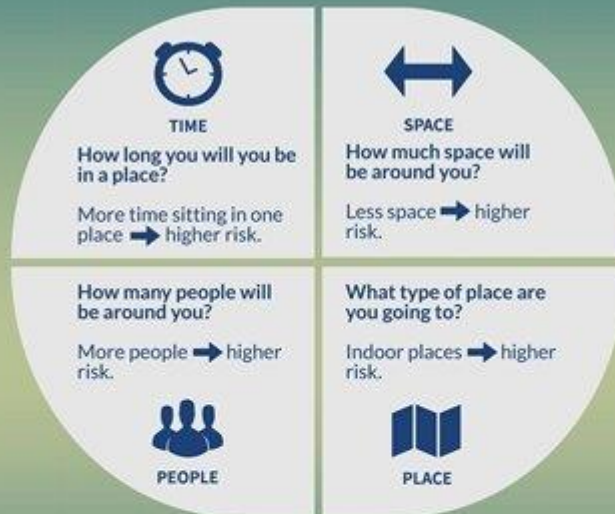 TIME
How long you will you be
in a place?
More time sitting in one
place ➡ higher risk.
SPACE
How much space will
be around you?
Less space ➡ higher
risk.
How many people will
be around you?
More people ➡ higher
risk.
PEOPLE
What type of place are
you going to?
Indoor places ➡ higher
risk.
PLACE